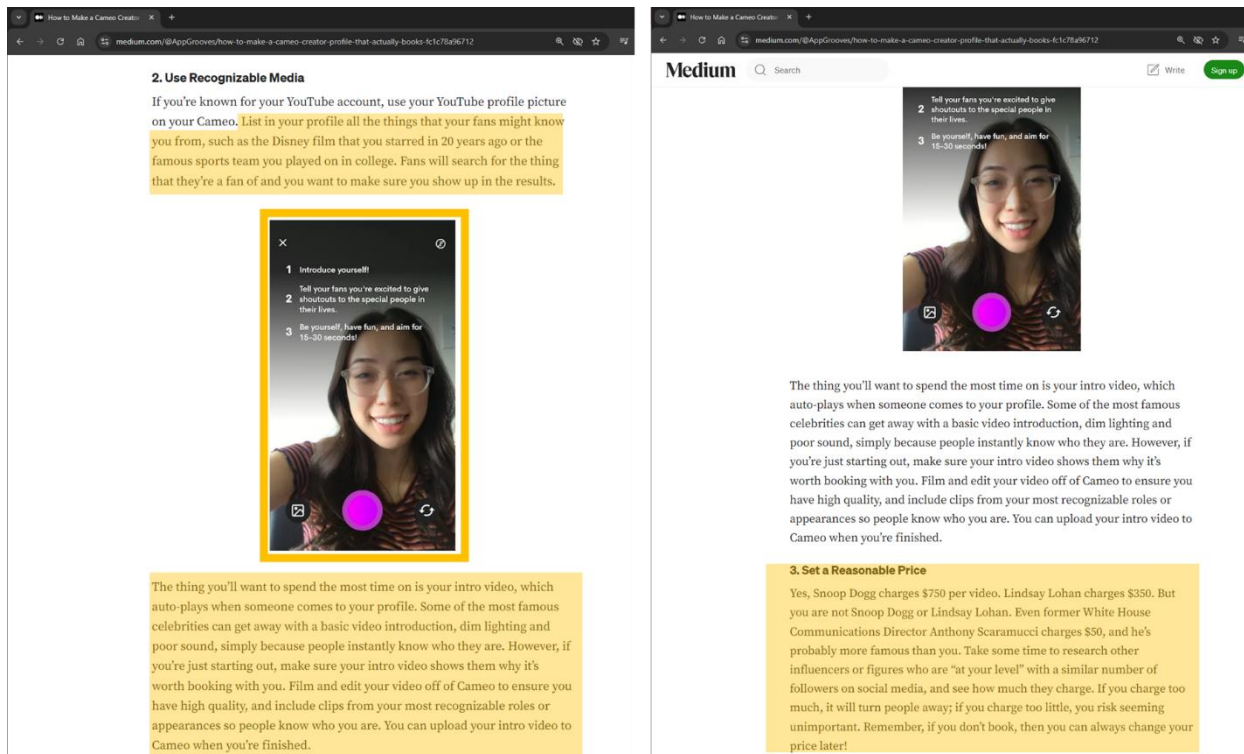 How to Make a Cameo Creator
medium.com/@AppGrooves/how-to-make-a-cameo-creator-profile-that-actually-books-fc1c78a96712
2. Use Recognizable Media
If you're known for your YouTube account, use your YouTube profile picture
on your Cameo. List in your profile all the things that your fans might know
you from, such as the Disney film that you starred in 20 years ago or the
famous sports team you played on in college. Fans will search for the thing
that they're a fan of and you want to make sure you show up in the results.
1 Introduce yourself!
Tell your fans you're excited to give
2 shoutouts to the special people in
their lives.
3 Be yourself, have fun, and aim for
15-30 seconds!
The thing you'll want to spend the most time on is your intro video, which
auto-plays when someone comes to your profile. Some of the most famous
celebrities can get away with a basic video introduction, dim lighting and
poor sound, simply because people instantly know who they are. However, if
you're just starting out, make sure your intro video shows them why it's
worth booking with you. Film and edit your video off of Cameo to ensure you
have high quality, and include clips from your most recognizable roles or
appearances so people know who you are. You can upload your intro video to
Cameo when you're finished.
How to Make a Cameo Creator
medium.com/@AppGrooves/how-to-make-a-cameo-creator-profile-that-actually-books-fc1c78a96712
Medium Search Write Sign up
Tell your fans you're excited to give
2 shoutouts to the special people in
their lives.
3 Be yourself, have fun, and aim for
15-30 seconds!
The thing you'll want to spend the most time on is your intro video, which
auto-plays when someone comes to your profile. Some of the most famous
celebrities can get away with a basic video introduction, dim lighting and
poor sound, simply because people instantly know who they are. However, if
you're just starting out, make sure your intro video shows them why it's
worth booking with you. Film and edit your video off of Cameo to ensure you
have high quality, and include clips from your most recognizable roles or
appearances so people know who you are. You can upload your intro video to
Cameo when you're finished.
3. Set a Reasonable Price
Yes, Snoop Dogg charges $750 per video. Lindsay Lohan charges $350. But
you are not Snoop Dogg or Lindsay Lohan. Even former White House
Communications Director Anthony Scaramucci charges $50, and he's
probably more famous than you. Take some time to research other
influencers or figures who are "at your level" with a similar number of
followers on social media, and see how much they charge. If you charge too
much, it will turn people away; if you charge too little, you risk seeming
unimportant. Remember, if you don't book, then you can always change your
price later!